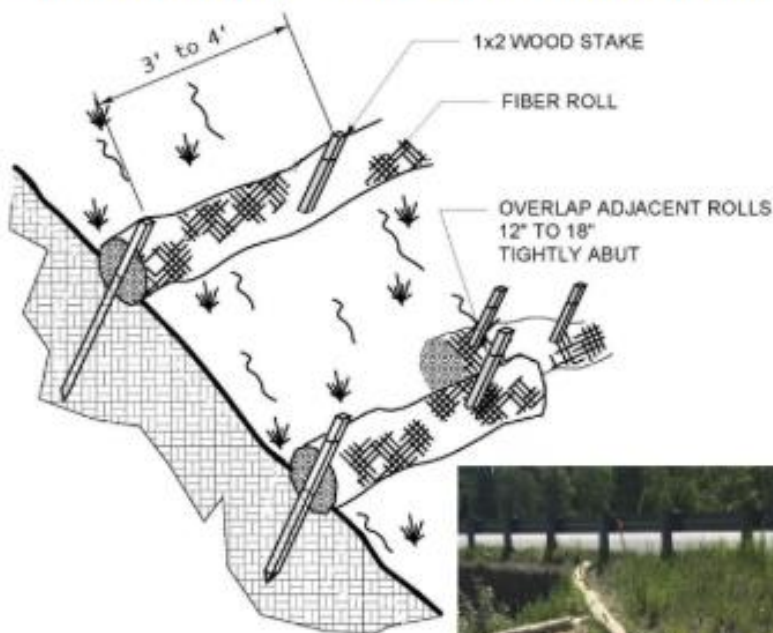 3' to 4'
1x2 WOOD STAKE
FIBER ROLL
OVERLAP ADJACENT ROLLS
12" TO 18"
TIGHTLY ABUT